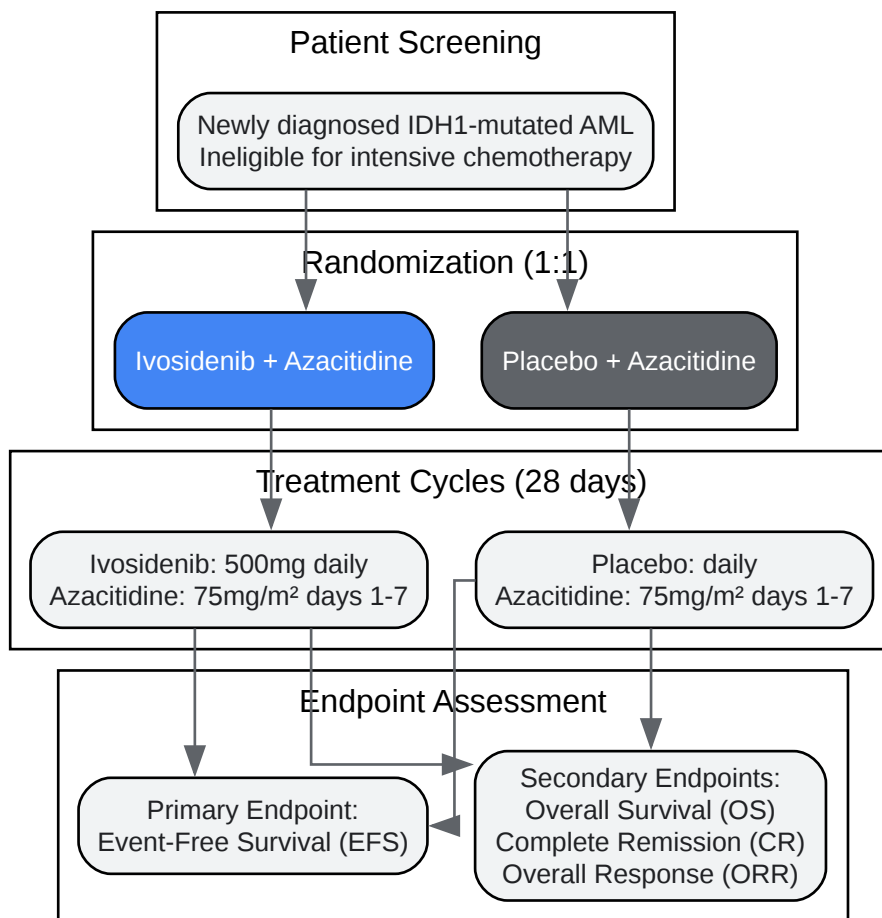 Patient Screening
Newly diagnosed IDH1-mutated AML
Ineligible for intensive chemotherapy
Randomization (1:1)
Ivosidenib + Azacitidine
Placebo + Azacitidine
Treatment Cycles (28 days)
Ivosidenib: 500mg daily
Azacitidine: 75mg/m² days 1-7
Placebo: daily
Azacitidine: 75mg/m² days 1-7
Endpoint Assessment
Primary Endpoint:
Event-Free Survival (EFS)
Secondary Endpoints:
Overall Survival (OS)
Complete Remission (CR)
Overall Response (ORR)